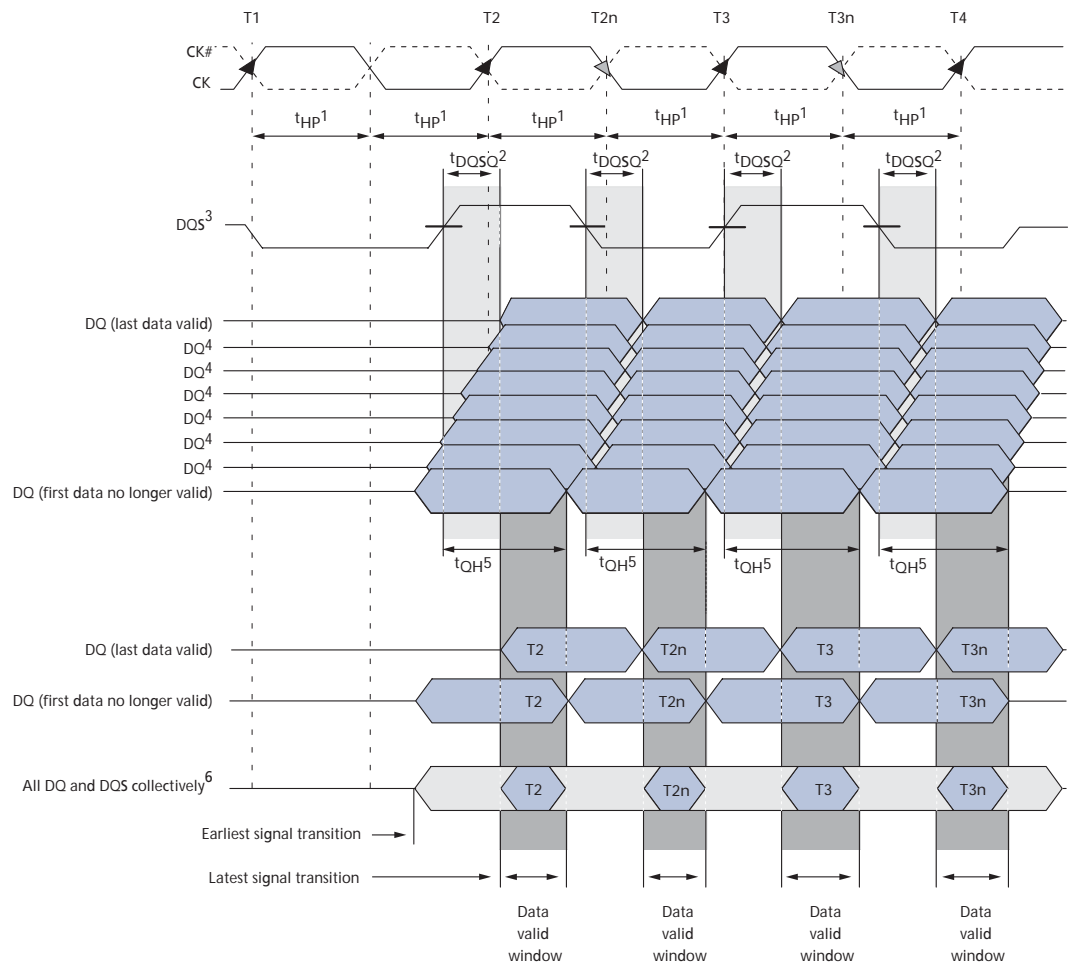 T1 T2 T2n T3 T3n T4
CK#
CK
tHP1 tHP1 tHP1 tHP1 tHP1 tHP1
tDQSQ2 tDQSQ2 tDQSQ2 tDQSQ2
DQS3
DQ (last data valid)
DQ4
DQ4
DQ4
DQ4
DQ4
DQ4
DQ (first data no longer valid)
tQH5 tQH5 tQH5 tQH5
DQ (last data valid) T2 T2n T3 T3n
DQ (first data no longer valid) T2 T2n T3 T3n
All DQ and DQS collectively6 T2 T2n T3 T3n
Earliest signal transition
Latest signal transition
Data valid window
Data valid window
Data valid window
Data valid window